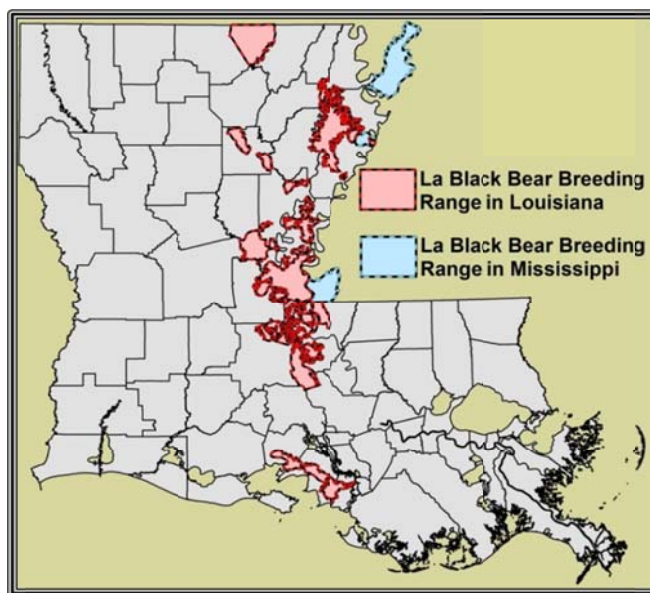 La Black Bear Breeding
Range in Louisiana
La Black Bear Breeding
Range in Mississippi